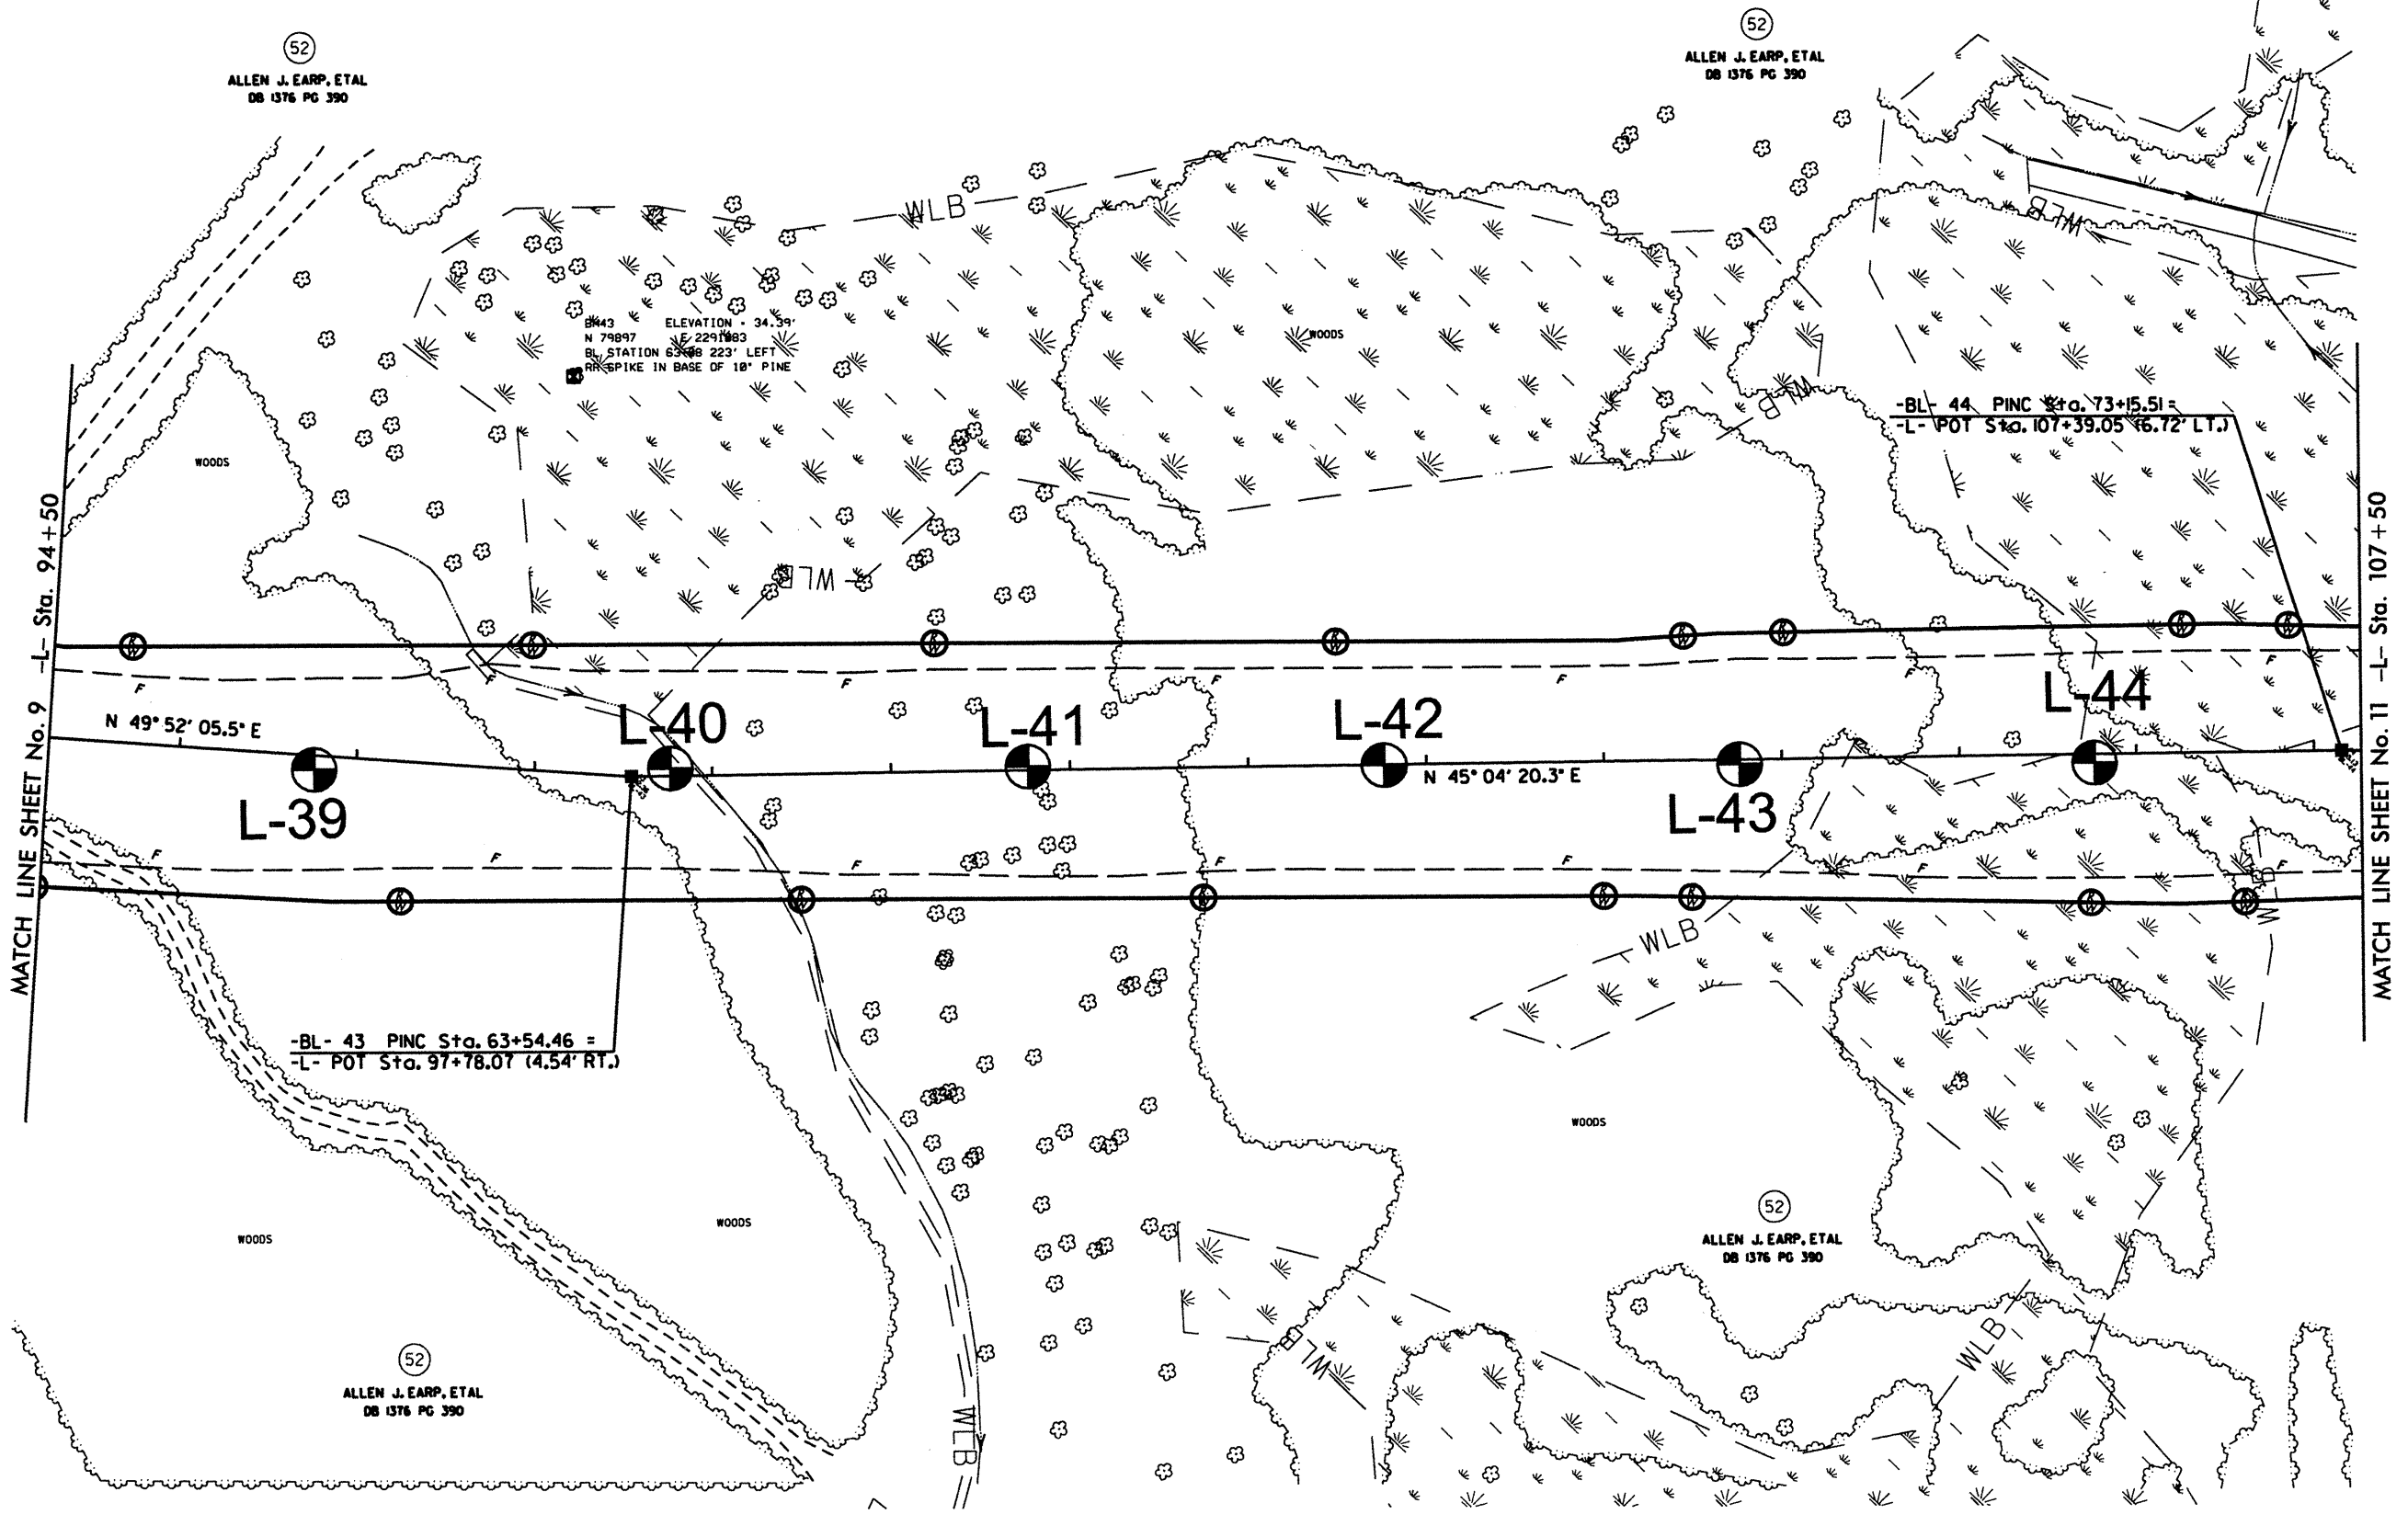 52
ALLEN J. EARP, ETAL
DB 1376 PG 390
52
ALLEN J. EARP, ETAL
DB 1376 PG 390
WLB
WLB
BM43 ELEVATION - 34.39'
N 79897
BL STATION 223' LEFT
RR SPIKE IN BASE OF 10" PINE
WOODS
WLB
-BL- 44 PINC Sta. 73+15.51 =
-L- POT Sta. 107+39.05 (6.72' LT.)
WOODS
WLB
MATCH LINE SHEET No. 9 -L- Sta. 94+50
MATCH LINE SHEET No. 11 -L- Sta. 107+50
F
F
F
F
F
F
F
N 49° 52' 05.5" E
L-39
L-40
L-41
L-42
N 45° 04' 20.3" E
L-43
L-44
F
F
F
F
F
F
F
WLB
WLB
-BL- 43 PINC Sta. 63+54.46 =
-L- POT Sta. 97+78.07 (4.54' RT.)
WOODS
WOODS
WOODS
52
ALLEN J. EARP, ETAL
DB 1376 PG 390
WLB
WLB
52
ALLEN J. EARP, ETAL
DB 1376 PG 390
WLB